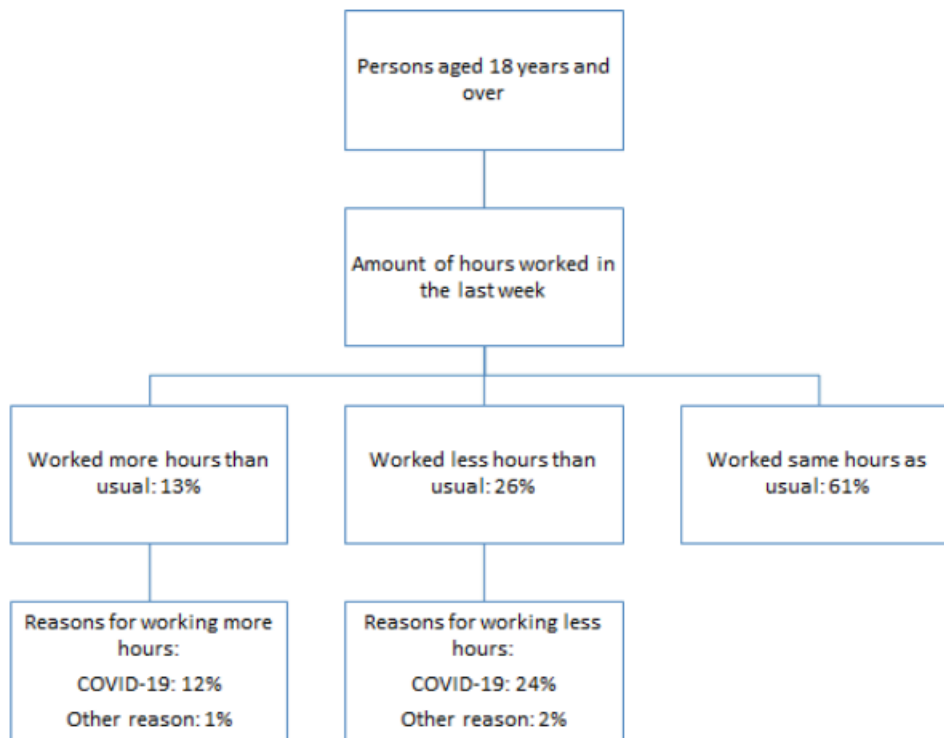 Persons aged 18 years and
over
Amount of hours worked in
the last week
Worked more hours than
usual: 13%
Worked less hours than
usual: 26%
Worked same hours as
usual: 61%
Reasons for working more
hours:
COVID-19: 12%
Other reason: 1%
Reasons for working less
hours:
COVID-19: 24%
Other reason: 2%